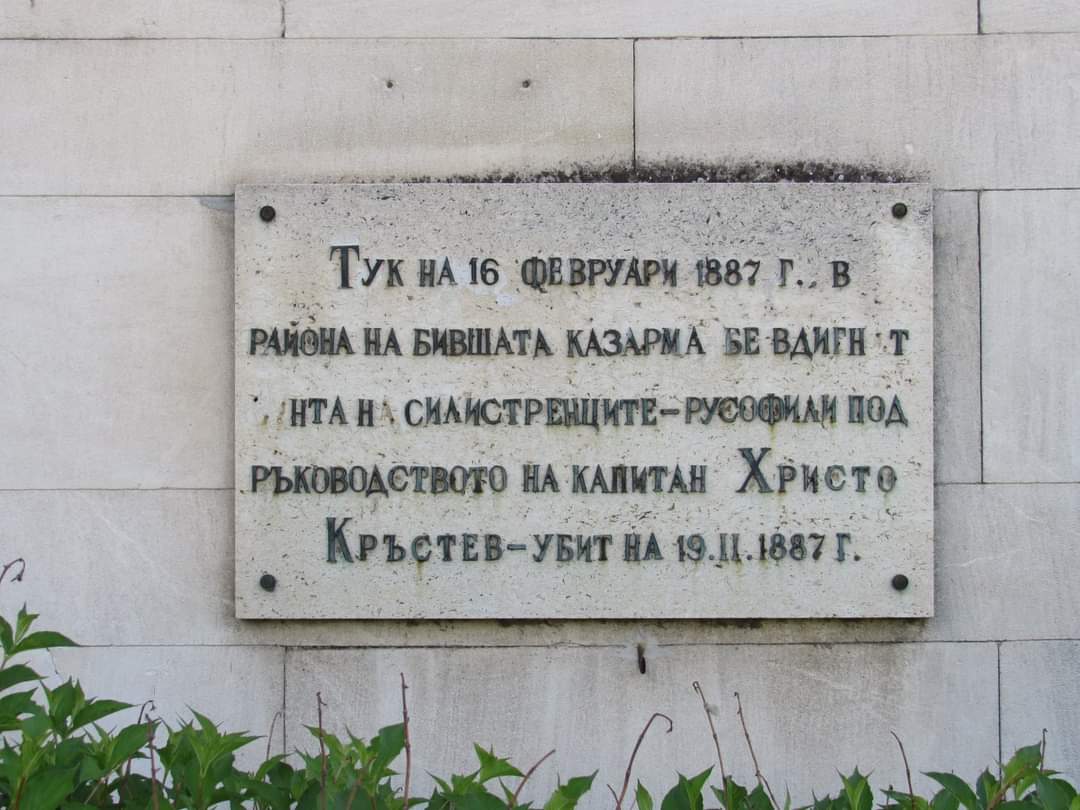 Тук на 16 февруари 1887 г., в
района на бившата казарма бе вдигн т
нта н силистренците-русофили под
ръководството на капитан Христо
Кръстев-убит на 19.II.1887 г.